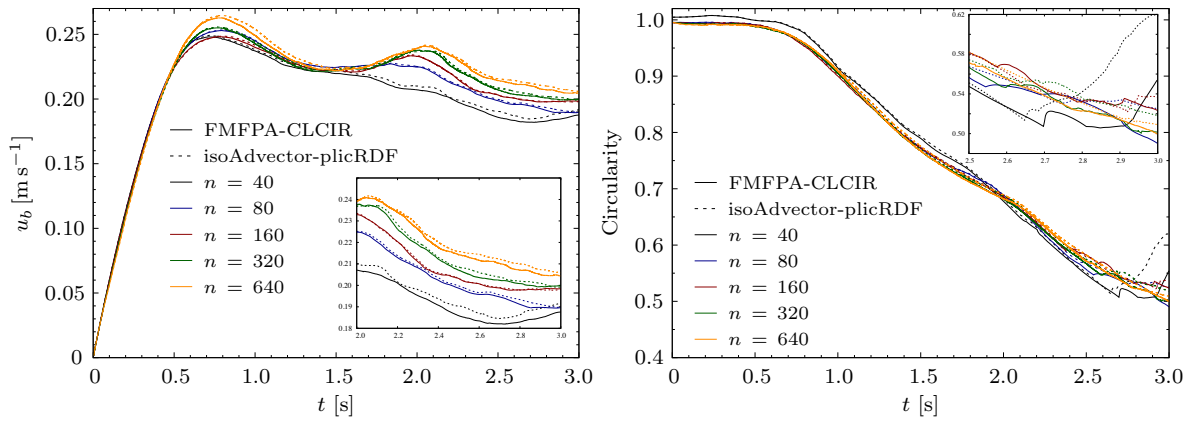 0.25
0.20
0.15
0.10
0.05
0
u_b [m s⁻¹]
FMFPA-CLCIR
isoAdvector-plicRDF
n = 40
n = 80
n = 160
n = 320
n = 640
0.24
0.23
0.22
0.21
0.20
0.19
0.18
2.0 2.2 2.4 2.6 2.8 3.0
0 0.5 1.0 1.5 2.0 2.5 3.0
t [s]
1.0
0.9
0.8
0.7
0.6
0.5
0.4
Circularity
0.62
0.58
0.54
0.50
2.5 2.6 2.7 2.8 2.9 3.0
FMFPA-CLCIR
isoAdvector-plicRDF
n = 40
n = 80
n = 160
n = 320
n = 640
0 0.5 1.0 1.5 2.0 2.5 3.0
t [s]